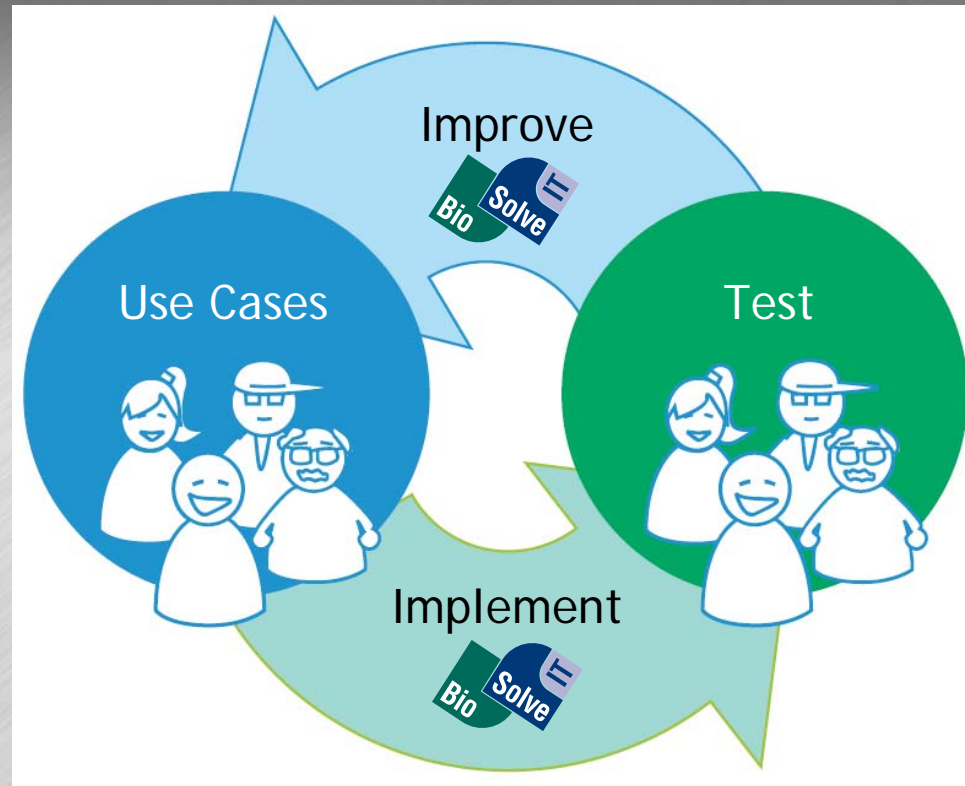 Improve
Bio Solve IT
Use Cases
Test
Implement
Bio Solve IT